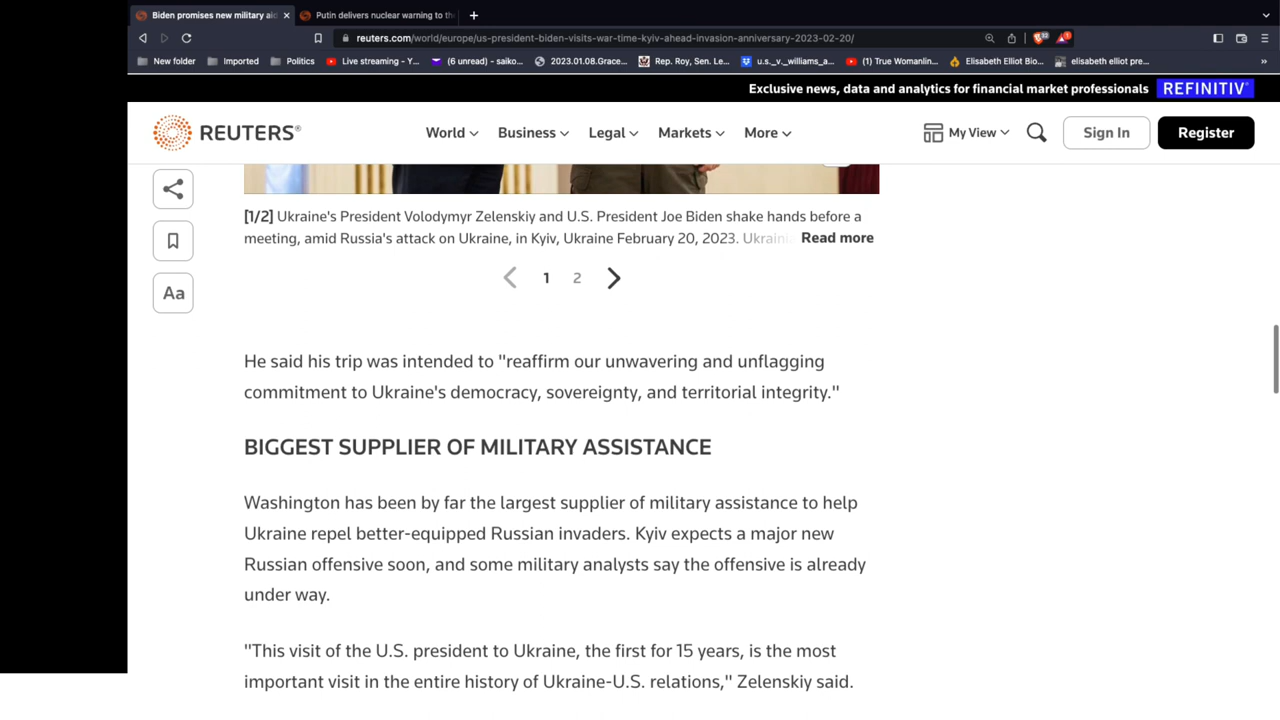 Biden promises new military aid
Putin delivers nuclear warning to th
reuters.com/world/europe/us-president-biden-visits-war-time-kyiv-ahead-invasion-anniversary-2023-02-20/
New folder
Imported
Politics
Live streaming - Y...
(6 unread) - saiko...
2023.01.08.Grace...
Rep. Roy, Sen. Le...
u.s._v._williams_a...
(1) True Womanlin...
Elisabeth Elliot Bio...
elisabeth elliot pre...
»
Exclusive news, data and analytics for financial market professionals REFINITIV
REUTERS®
World
Business
Legal
Markets
More
My View
Sign In
Register
[1/2] Ukraine's President Volodymyr Zelenskiy and U.S. President Joe Biden shake hands before a
meeting, amid Russia's attack on Ukraine, in Kyiv, Ukraine February 20, 2023. Ukraini Read more
1 2
Aa
He said his trip was intended to "reaffirm our unwavering and unflagging
commitment to Ukraine's democracy, sovereignty, and territorial integrity."
BIGGEST SUPPLIER OF MILITARY ASSISTANCE
Washington has been by far the largest supplier of military assistance to help
Ukraine repel better-equipped Russian invaders. Kyiv expects a major new
Russian offensive soon, and some military analysts say the offensive is already
under way.
"This visit of the U.S. president to Ukraine, the first for 15 years, is the most
important visit in the entire history of Ukraine-U.S. relations," Zelenskiy said.